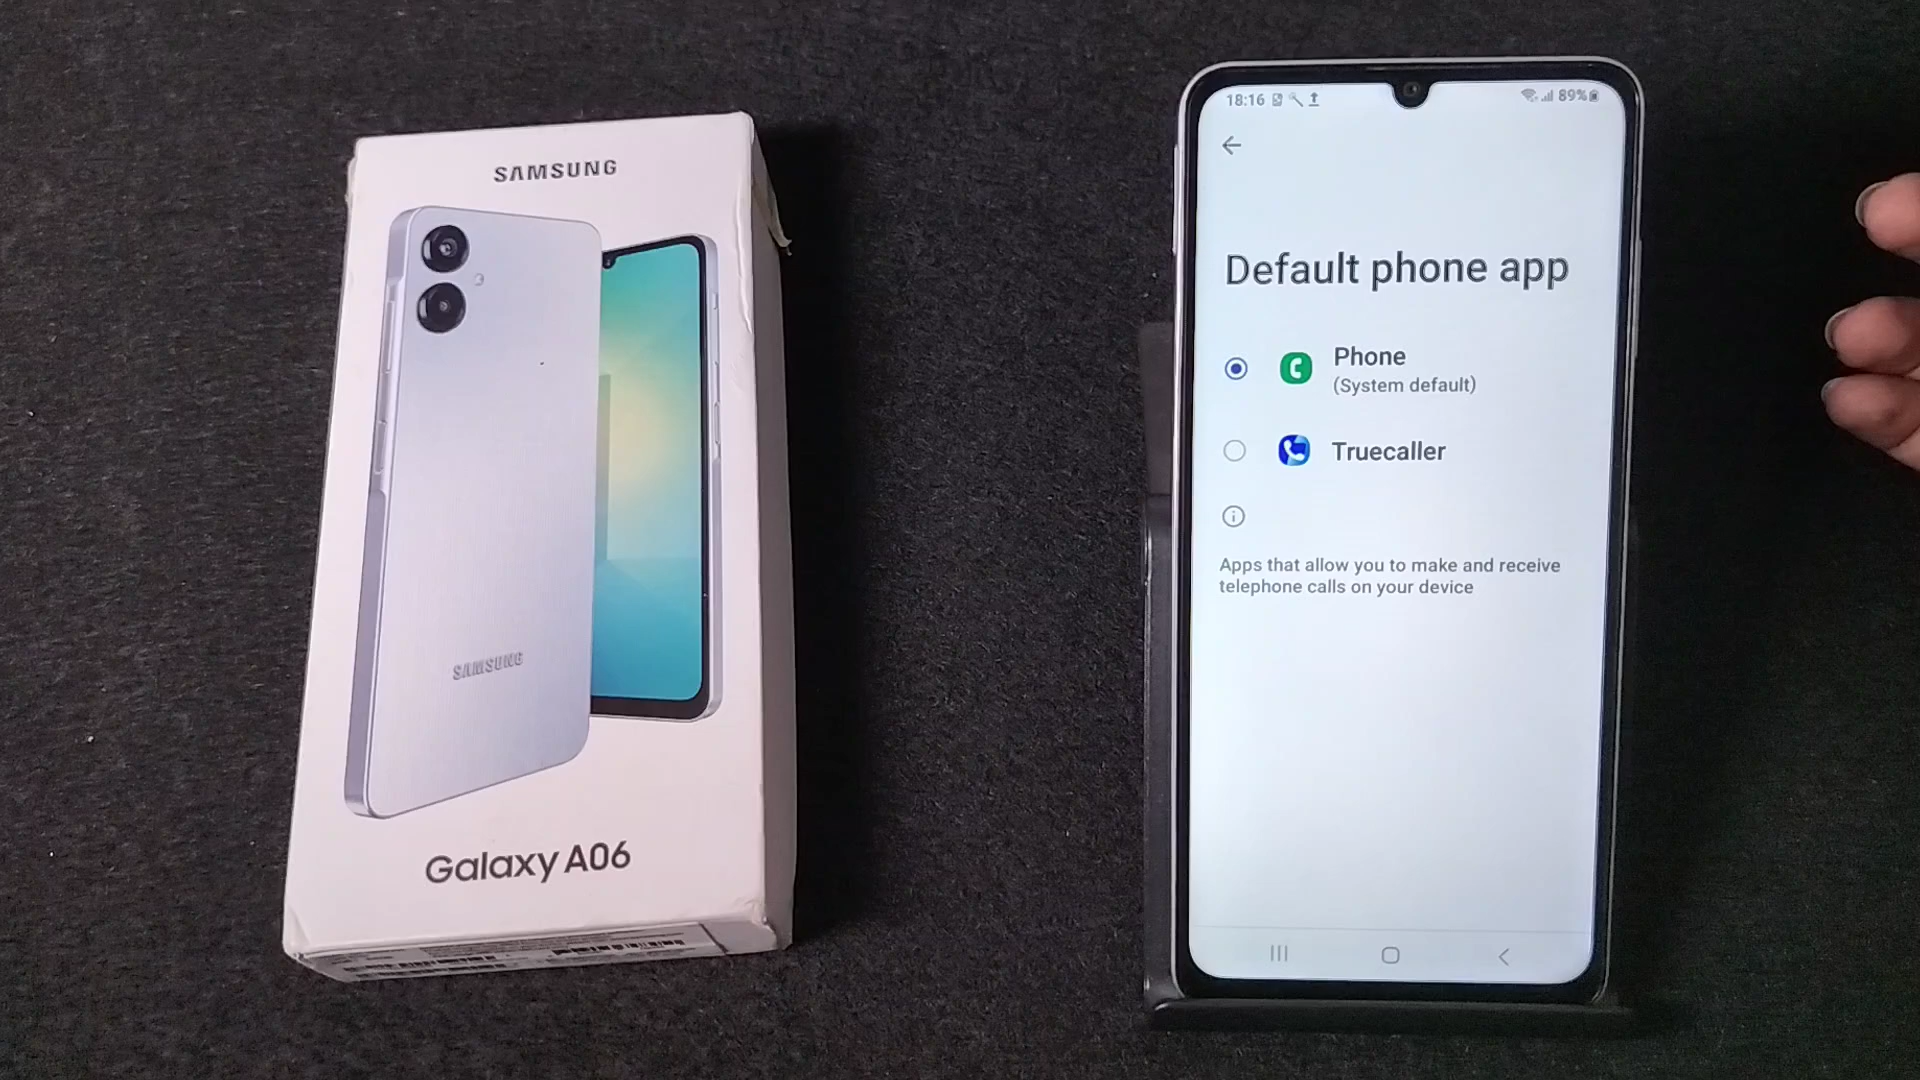 SAMSUNG
SAMSUNG
Galaxy A06
18:16
89%
Default phone app
Phone
(System default)
Truecaller
Apps that allow you to make and receive
telephone calls on your device